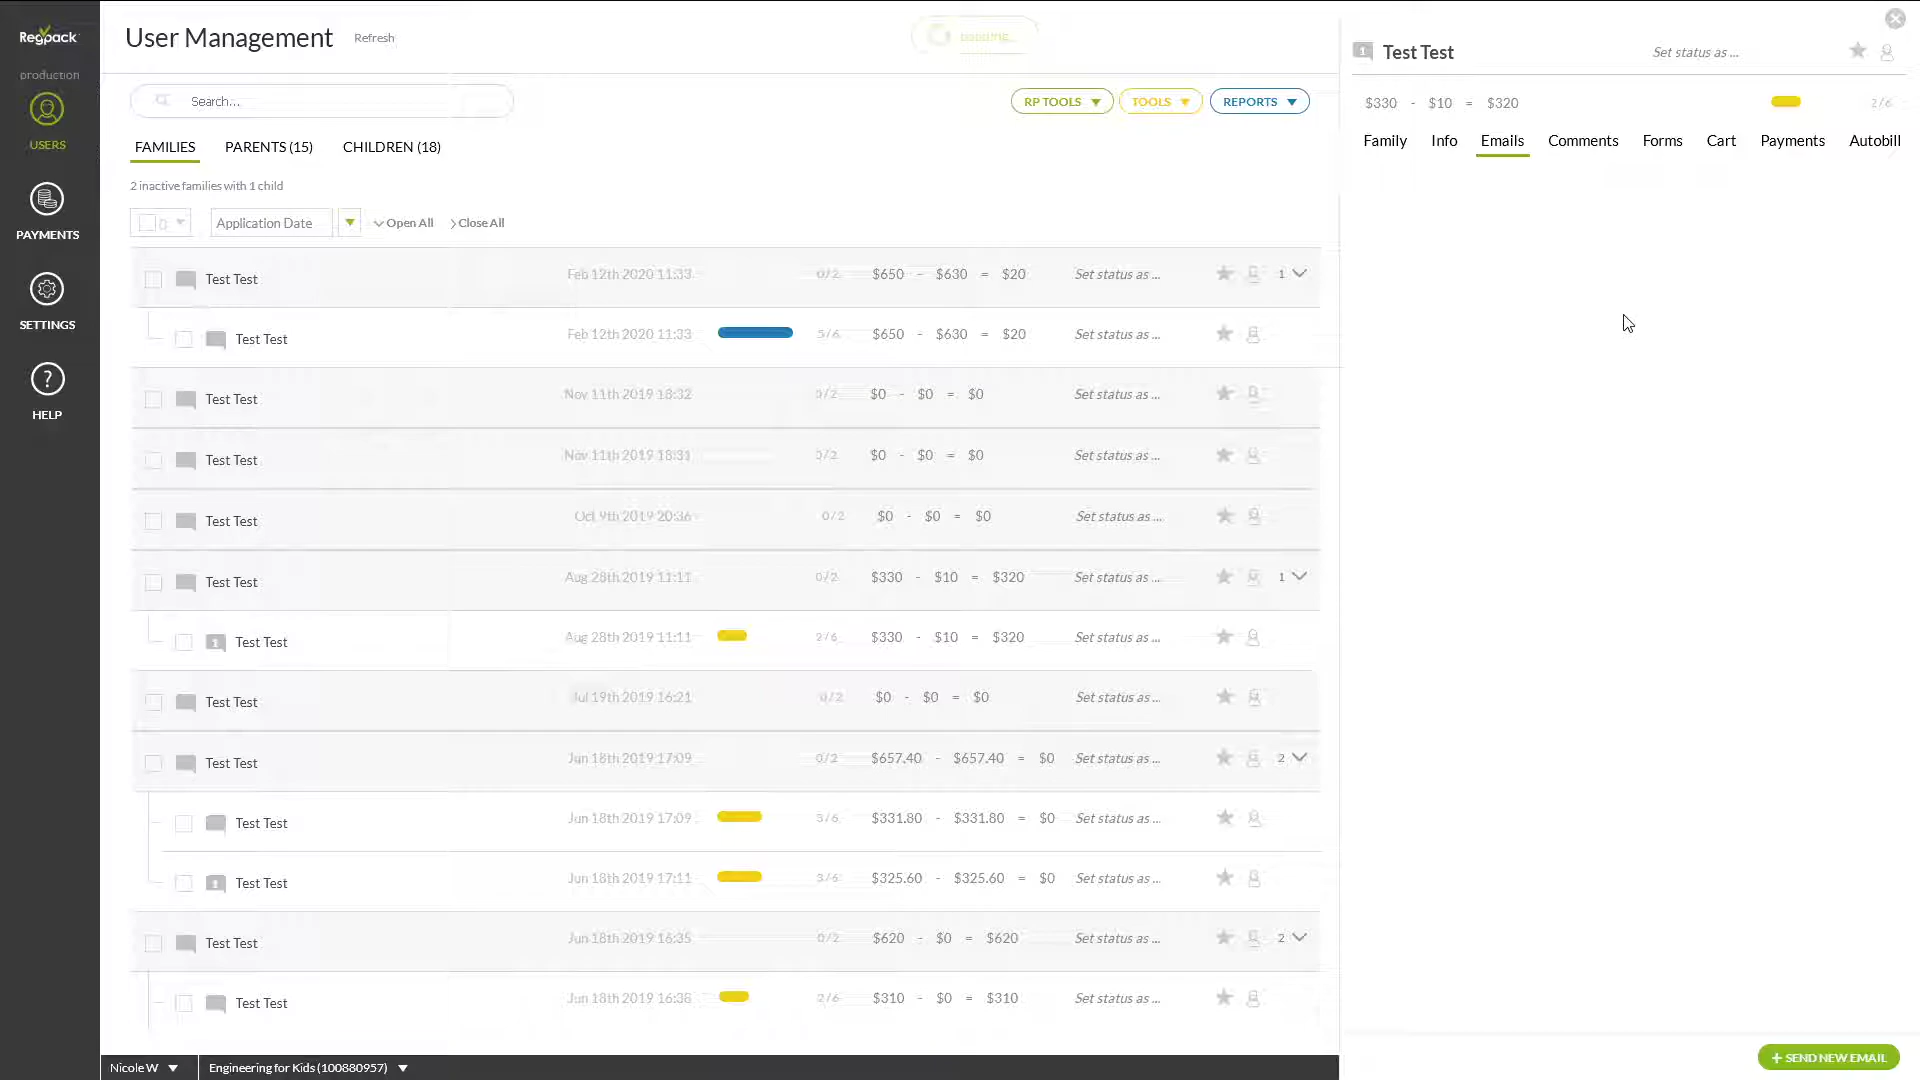 Regpack
production
USERS
PAYMENTS
SETTINGS
HELP
User Management Refresh
Search...
RP TOOLS TOOLS REPORTS
FAMILIES PARENTS (15) CHILDREN (18)
2 inactive families with 1 child
0 Application Date Open All Close All
Test Test Feb 12th 2020 11:33 0/2 $650 - $630 = $20 Set status as ... 1
Test Test Feb 12th 2020 11:33 5/6 $650 - $630 = $20 Set status as ...
Test Test Nov 11th 2019 18:32 0/2 $0 - $0 = $0 Set status as ...
Test Test Nov 11th 2019 18:31 0/2 $0 - $0 = $0 Set status as ...
Test Test Oct 9th 2019 20:36 0/2 $0 - $0 = $0 Set status as ...
Test Test Aug 28th 2019 11:11 0/2 $330 - $10 = $320 Set status as ... 1
1 Test Test Aug 28th 2019 11:11 2/6 $330 - $10 = $320 Set status as ...
Test Test Jul 19th 2019 16:21 0/2 $0 - $0 = $0 Set status as ...
Test Test Jun 18th 2019 17:09 0/2 $657.40 - $657.40 = $0 Set status as ... 2
Test Test Jun 18th 2019 17:09 3/6 $331.80 - $331.80 = $0 Set status as ...
Test Test Jun 18th 2019 17:11 3/6 $325.60 - $325.60 = $0 Set status as ...
Test Test Jun 18th 2019 16:35 0/2 $620 - $0 = $620 Set status as ... 2
Test Test Jun 18th 2019 16:38 2/6 $310 - $0 = $310 Set status as ...
Nicole W Engineering for Kids (100880957)
1 Test Test Set status as ...
$330 - $10 = $320 2/6
Family Info Emails Comments Forms Cart Payments Autobill
+ SEND NEW EMAIL